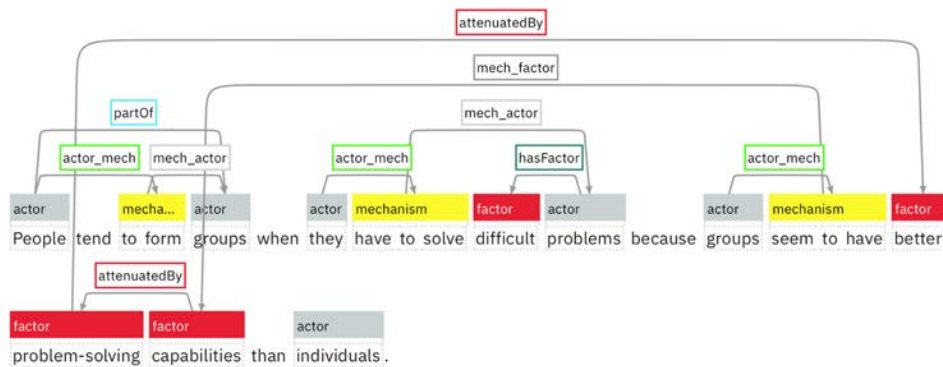 attenuatedBy
mech_factor
partOf mech_actor
actor_mech mech_actor actor_mech hasFactor actor_mech
actor mecha... actor actor mechanism factor actor actor mechanism factor
People tend to form groups when they have to solve difficult problems because groups seem to have better
attenuatedBy
factor factor actor
problem-solving capabilities than individuals.